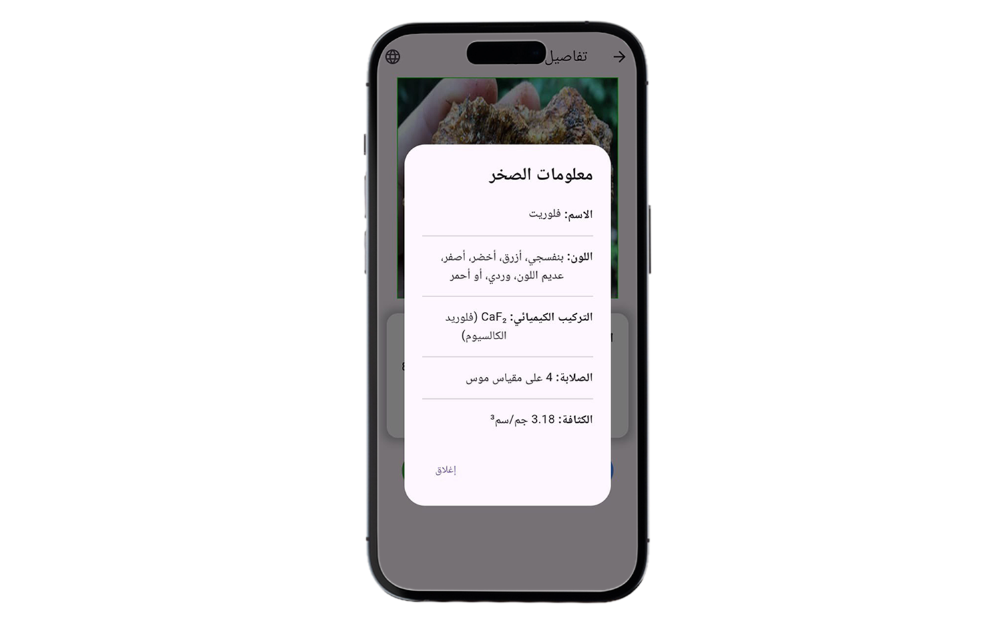 تفاصيل
معلومات الصخر
الاسم: فلوريت
اللون: بنفسجي، أزرق، أخضر، أصفر،
عديم اللون، وردي، أو أحمر
التركيب الكيميائي: CaF₂ (فلوريد
الكالسيوم)
الصلابة: 4 على مقياس موس
الكثافة: 3.18 جم/سم³
إغلاق